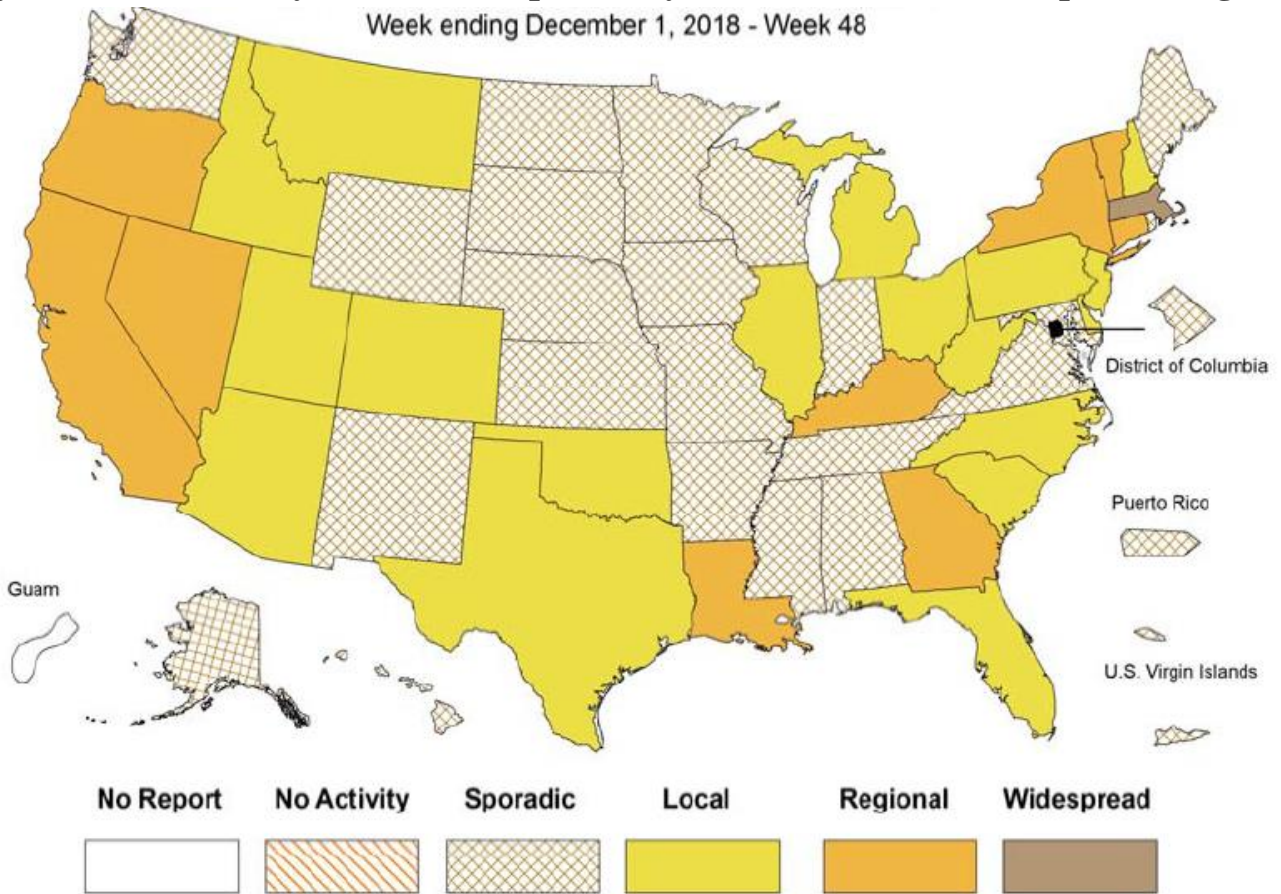 Week ending December 1, 2018 - Week 48
District of Columbia
Puerto Rico
Guam
U.S. Virgin Islands
No Report No Activity Sporadic Local Regional Widespread